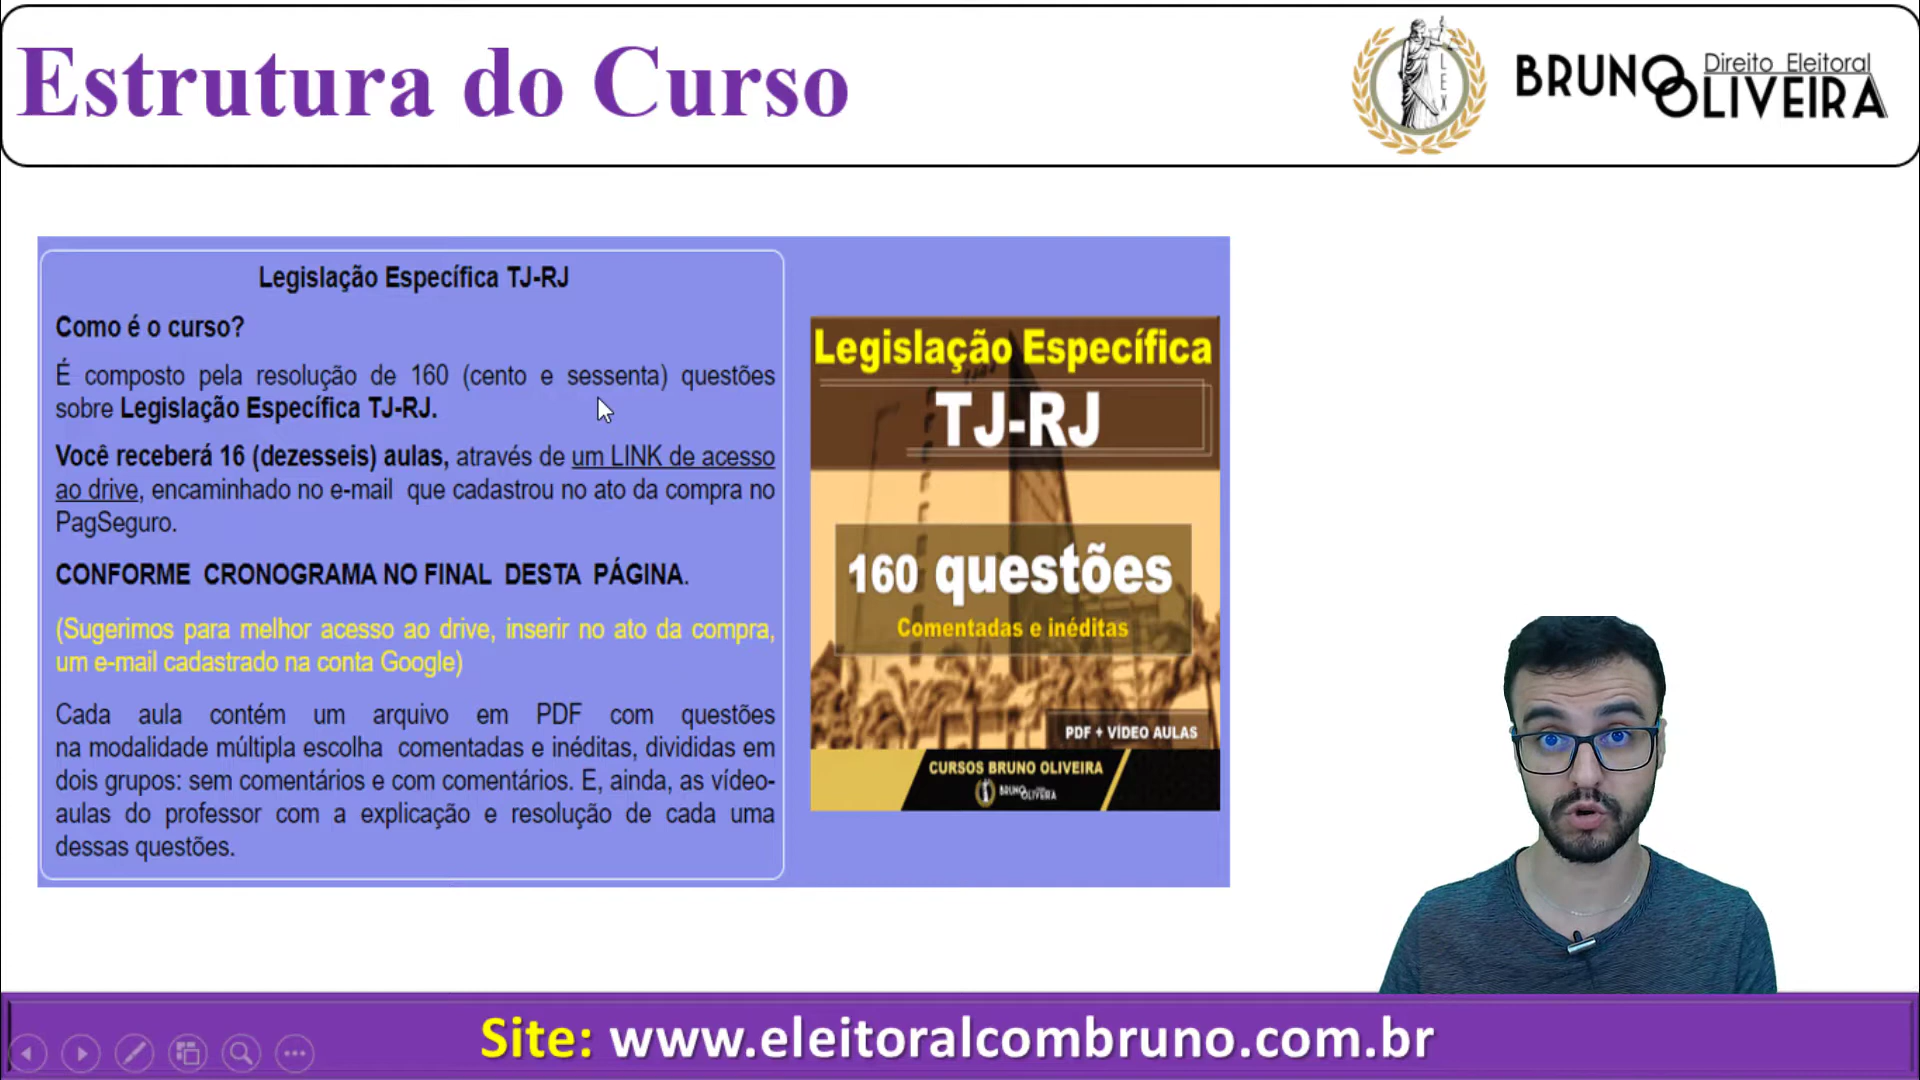 Estrutura do Curso
LEX
BRUNO OLIVEIRA
Direito Eleitoral
Legislação Específica TJ-RJ
Como é o curso?
É composto pela resolução de 160 (cento e sessenta) questões
sobre Legislação Específica TJ-RJ.
Você receberá 16 (dezesseis) aulas, através de um LINK de acesso
ao drive, encaminhado no e-mail que cadastrou no ato da compra no
PagSeguro.
CONFORME CRONOGRAMA NO FINAL DESTA PÁGINA.
(Sugerimos para melhor acesso ao drive, inserir no ato da compra,
um e-mail cadastrado na conta Google)
Cada aula contém um arquivo em PDF com questões
na modalidade múltipla escolha comentadas e inéditas, divididas em
dois grupos: sem comentários e com comentários. E, ainda, as vídeo-
aulas do professor com a explicação e resolução de cada uma
dessas questões.
Legislação Específica
TJ-RJ
160 questões
Comentadas e inéditas
PDF + VÍDEO AULAS
CURSOS BRUNO OLIVEIRA
BRUNO OLIVEIRA
Site: www.eleitoralcombruno.com.br